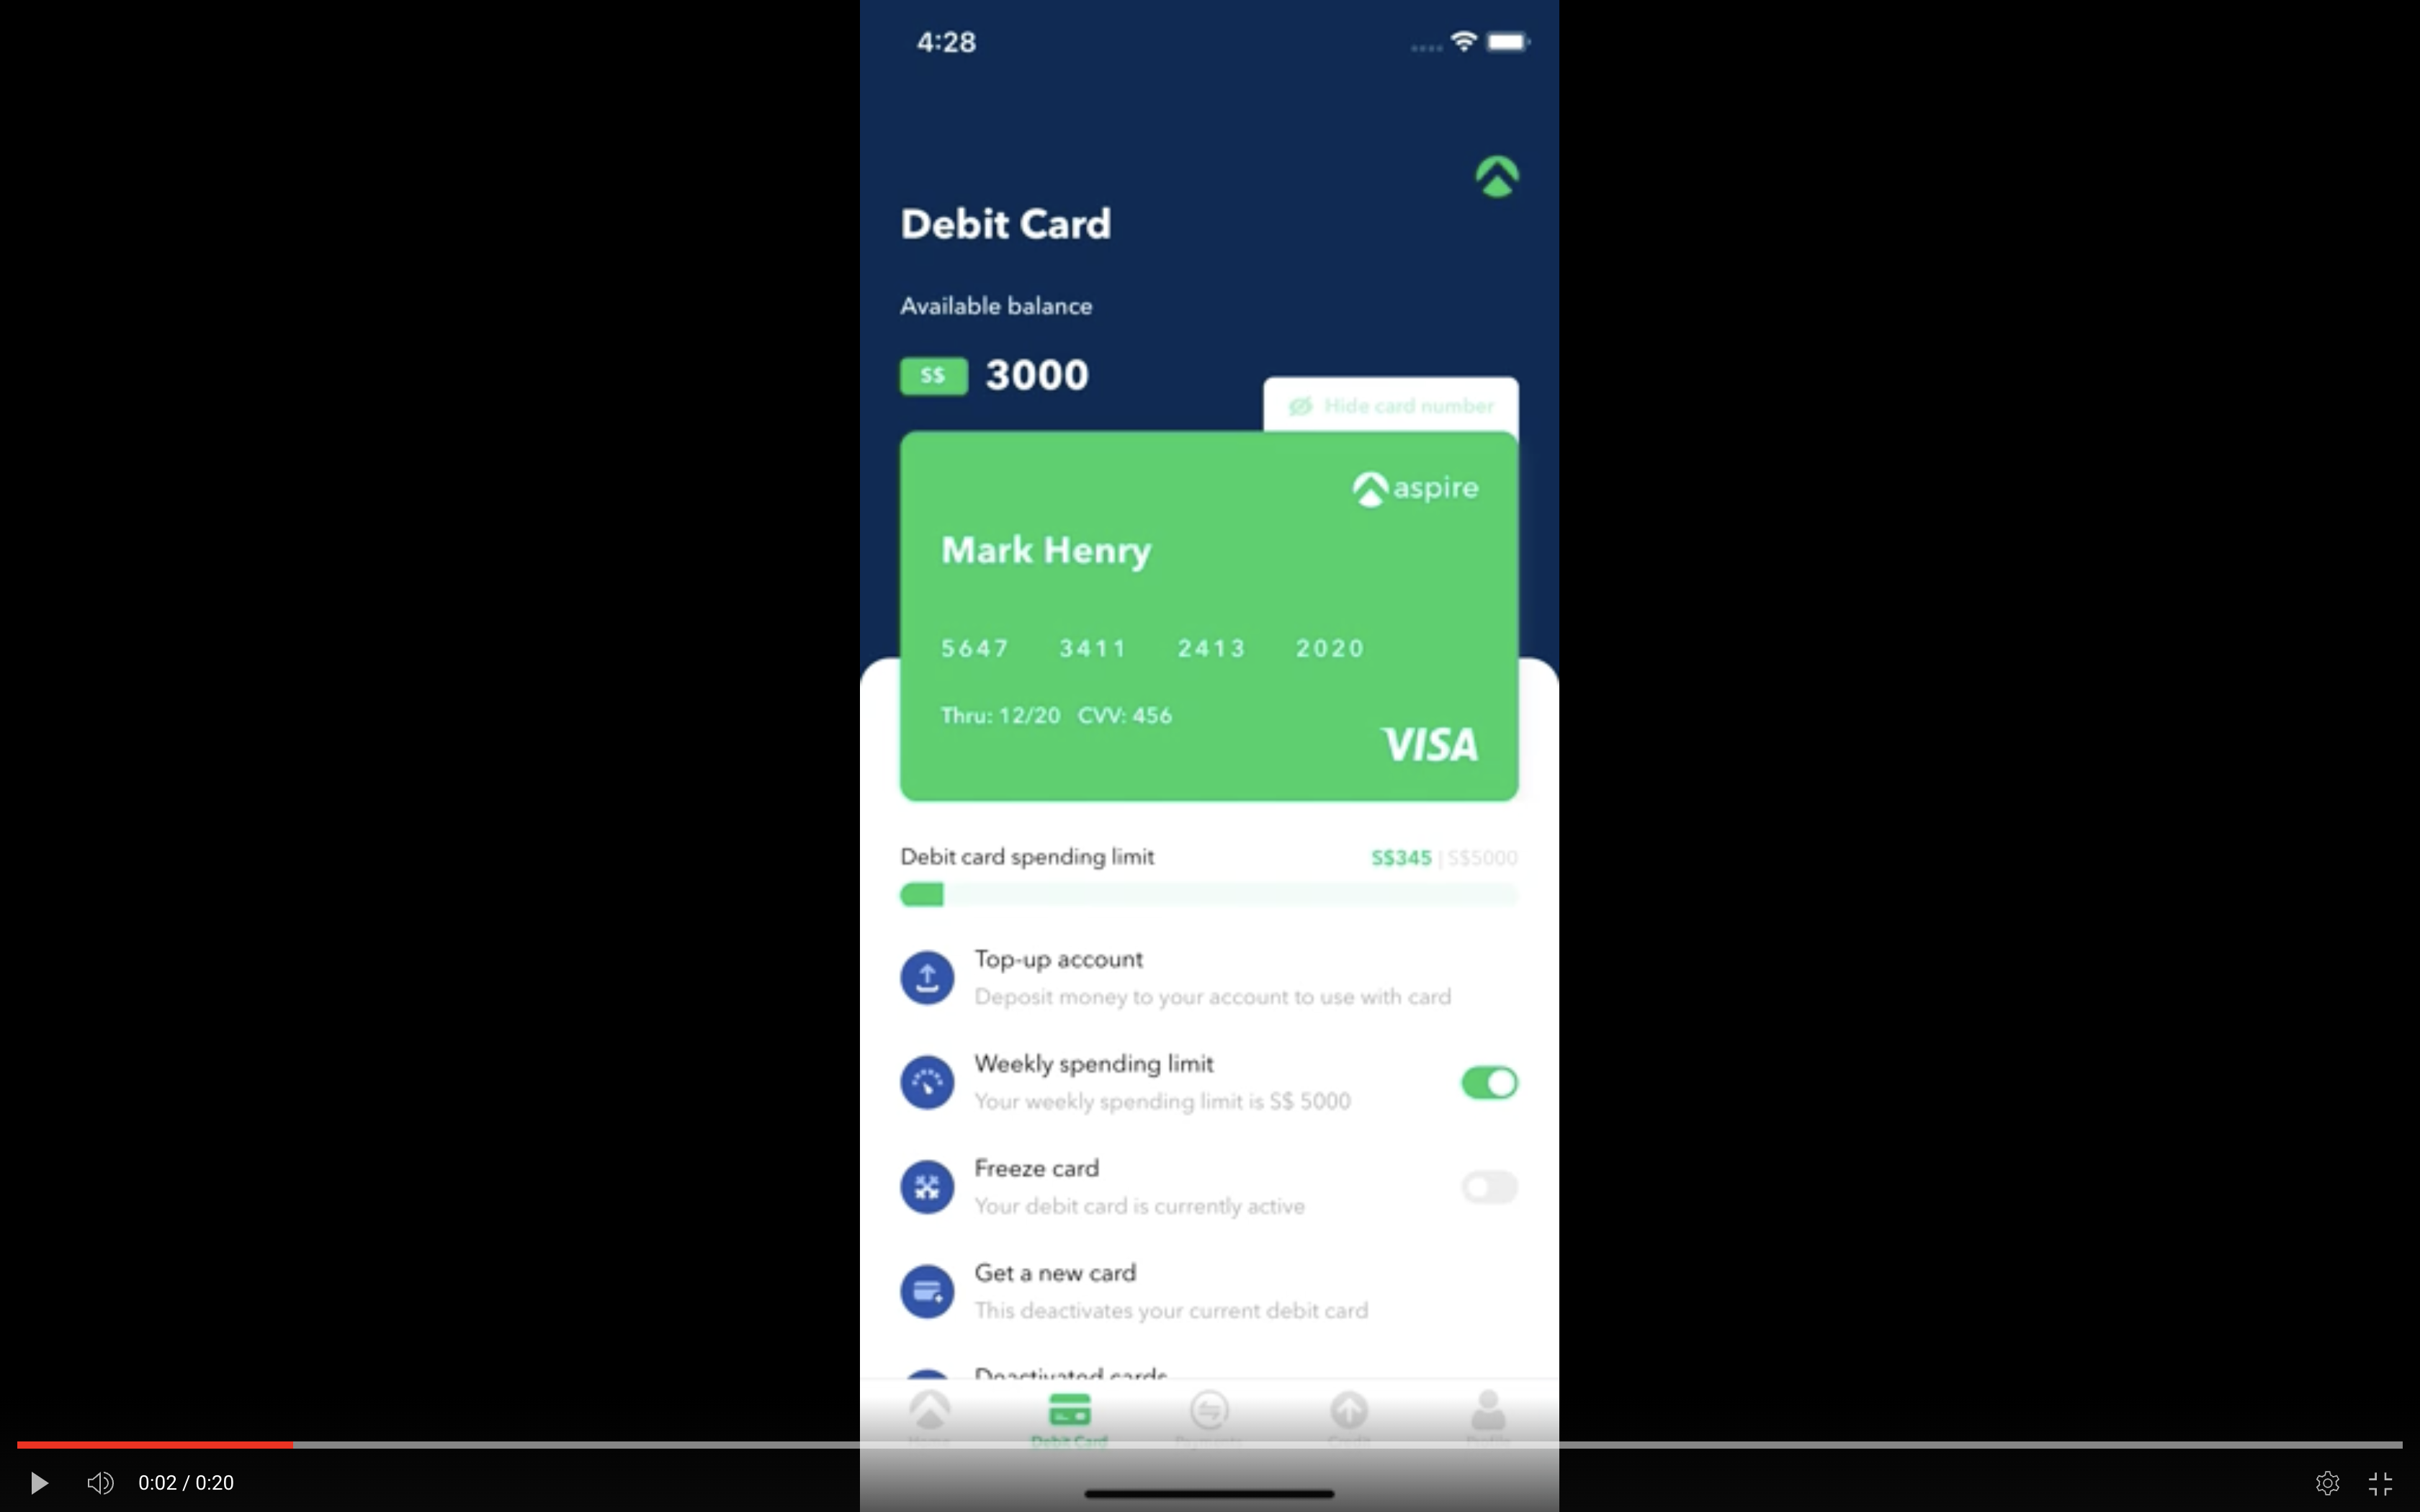 4:28
Debit Card
Available balance
S$ 3000
Hide card number
aspire
Mark Henry
5647 3411 2413 2020
Thru: 12/20 CVV: 456
VISA
Debit card spending limit S$345 | S$5000
Top-up account
Deposit money to your account to use with card
Weekly spending limit
Your weekly spending limit is S$ 5000
Freeze card
Your debit card is currently active
Get a new card
This deactivates your current debit card
Deactivated cards
Home Debit Card Payments Credit Profile
0:02 / 0:20